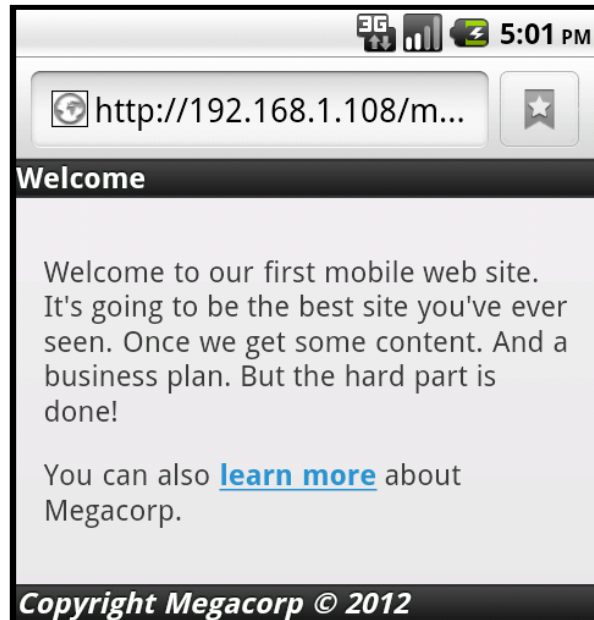 3G 5:01 PM
http://192.168.1.108/m...
Welcome
Welcome to our first mobile web site.
It's going to be the best site you've ever
seen. Once we get some content. And a
business plan. But the hard part is
done!
You can also learn more about
Megacorp.
Copyright Megacorp © 2012